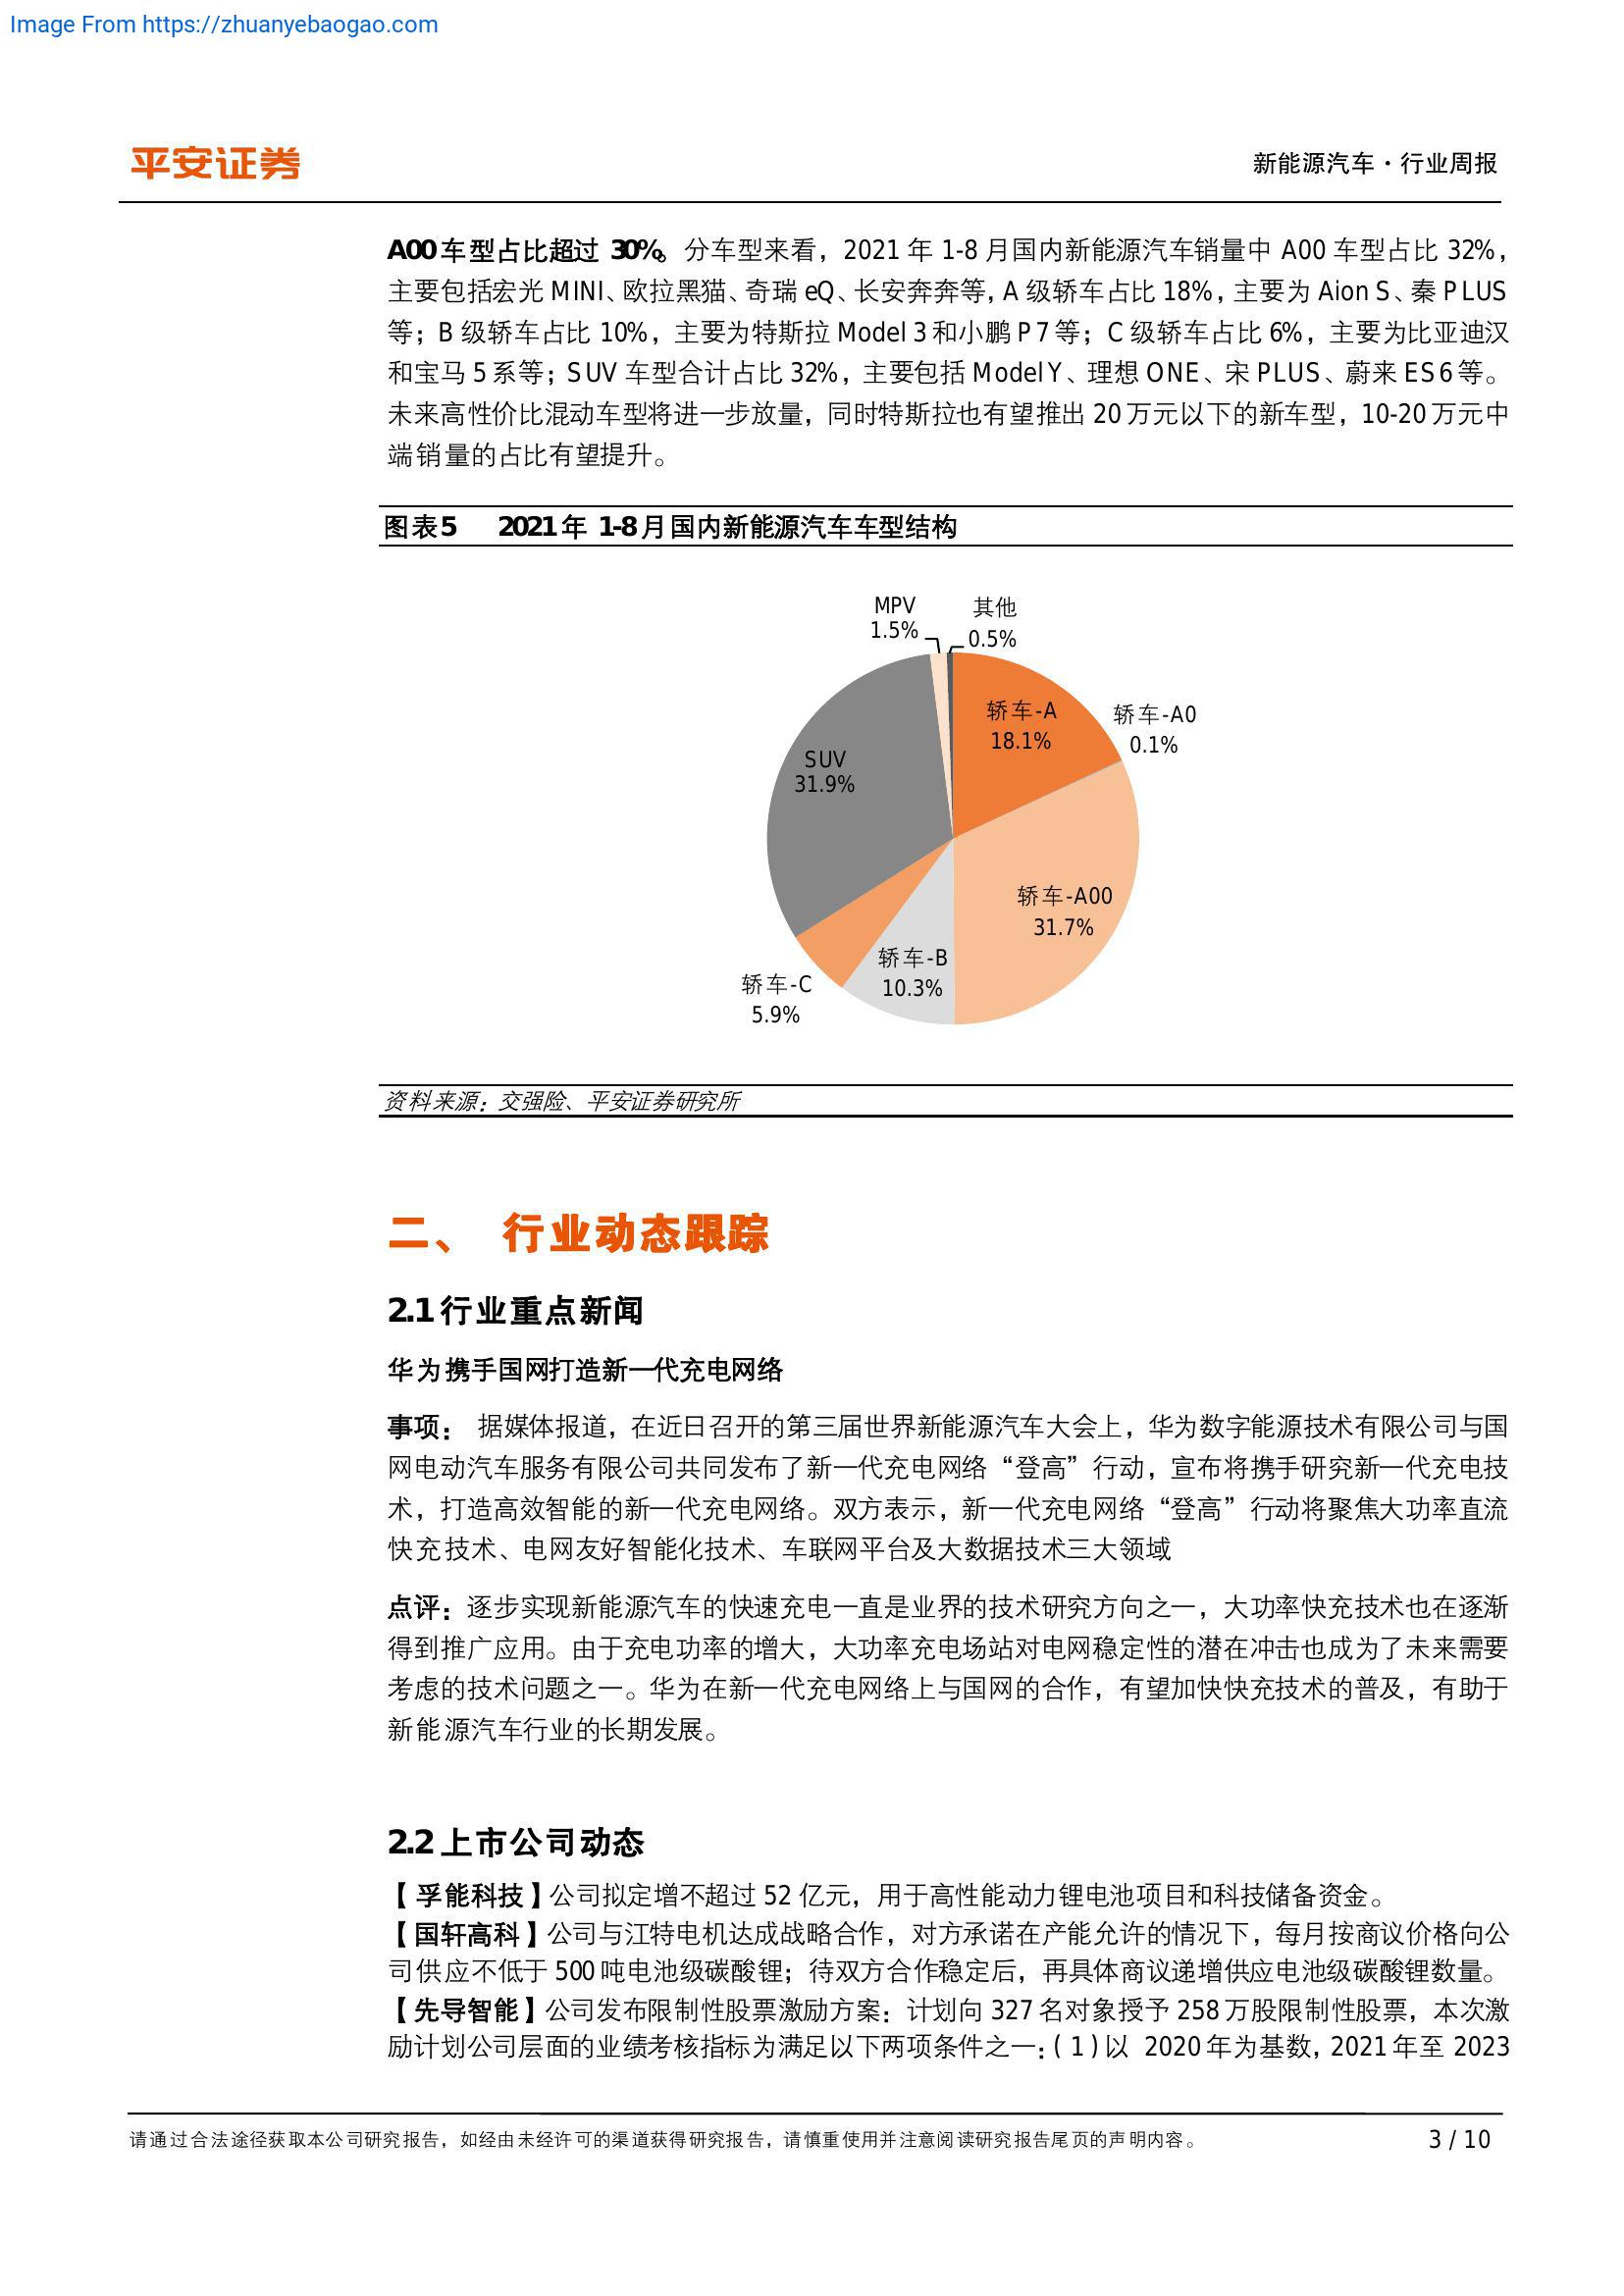 Image From https://zhuanyebaogao.com
平安证券
新能源汽车·行业周报
A00车型占比超过 30%。分车型来看，2021 年 1-8 月国内新能源汽车销量中 A00 车型占比 32%，
主要包括宏光 MINI、欧拉黑猫、奇瑞 eQ、长安奔奔等，A 级轿车占比 18%，主要为 Aion S、秦 PLUS
等；B 级轿车占比 10%，主要为特斯拉 Model 3 和小鹏 P7 等；C 级轿车占比 6%，主要为比亚迪汉
和宝马 5 系等；SUV 车型合计占比 32%，主要包括 Model Y、理想 ONE、宋 PLUS、蔚来 ES6 等。
未来高性价比混动车型将进一步放量，同时特斯拉也有望推出 20 万元以下的新车型，10-20 万元中
端销量的占比有望提升。
图表5 2021 年 1-8 月国内新能源汽车车型结构
MPV
1.5%
其他
0.5%
轿车-A
18.1%
轿车-A0
0.1%
SUV
31.9%
轿车-A00
31.7%
轿车-B
10.3%
轿车-C
5.9%
资料来源：交强险、平安证券研究所
二、 行业动态跟踪
2.1 行业重点新闻
华为携手国网打造新一代充电网络
事项： 据媒体报道，在近日召开的第三届世界新能源汽车大会上，华为数字能源技术有限公司与国
网电动汽车服务有限公司共同发布了新一代充电网络“登高”行动，宣布将携手研究新一代充电技
术，打造高效智能的新一代充电网络。双方表示，新一代充电网络“登高”行动将聚焦大功率直流
快充技术、电网友好智能化技术、车联网平台及大数据技术三大领域
点评：逐步实现新能源汽车的快速充电一直是业界的技术研究方向之一，大功率快充技术也在逐渐
得到推广应用。由于充电功率的增大，大功率充电场站对电网稳定性的潜在冲击也成为了未来需要
考虑的技术问题之一。华为在新一代充电网络上与国网的合作，有望加快快充技术的普及，有助于
新能源汽车行业的长期发展。
2.2 上市公司动态
【孚能科技】公司拟定增不超过 52 亿元，用于高性能动力锂电池项目和科技储备资金。
【国轩高科】公司与江特电机达成战略合作，对方承诺在产能允许的情况下，每月按商议价格向公
司供应不低于 500 吨电池级碳酸锂；待双方合作稳定后，再具体商议递增供应电池级碳酸锂数量。
【先导智能】公司发布限制性股票激励方案：计划向 327 名对象授予 258 万股限制性股票，本次激
励计划公司层面的业绩考核指标为满足以下两项条件之一：(1)以 2020 年为基数，2021 年至 2023
请通过合法途径获取本公司研究报告，如经由未经许可的渠道获得研究报告，请慎重使用并注意阅读研究报告尾页的声明内容。
3 / 10